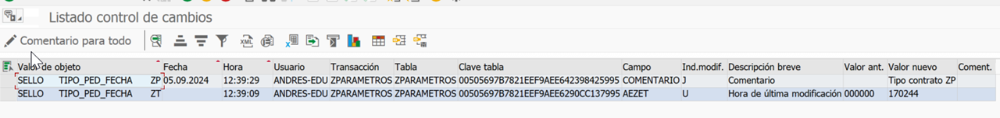 Listado control de cambios
Comentario para todo
XML
Valor de objeto Fecha Hora Usuario Transacción Tabla Clave tabla Campo Ind.modif. Descripción breve Valor ant. Valor nuevo Coment.
SELLO TIPO_PED_FECHA ZP 05.09.2024 12:39:29 ANDRES-EDU ZPARAMETROS ZPARAMETROS 00505697B7821EEF9AEE642398425995 COMENTARIO J Comentario Tipo contrato ZP
SELLO TIPO_PED_FECHA ZT 12:39:09 ANDRES-EDU ZPARAMETROS ZPARAMETROS 00505697B7821EEF9AEE6290CC137995 AEZET U Hora de última modificación 000000 170244